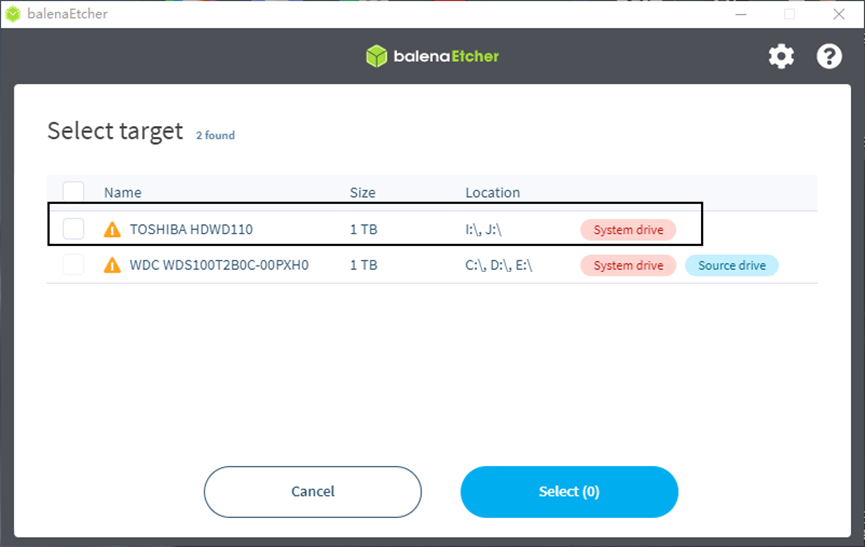 balenaEtcher
balenaEtcher
Select target 2 found
Name Size Location
TOSHIBA HDWD110 1 TB I:\, J:\ System drive
WDC WDS100T2B0C-00PXH0 1 TB C:\, D:\, E:\ System drive Source drive
Cancel Select (0)